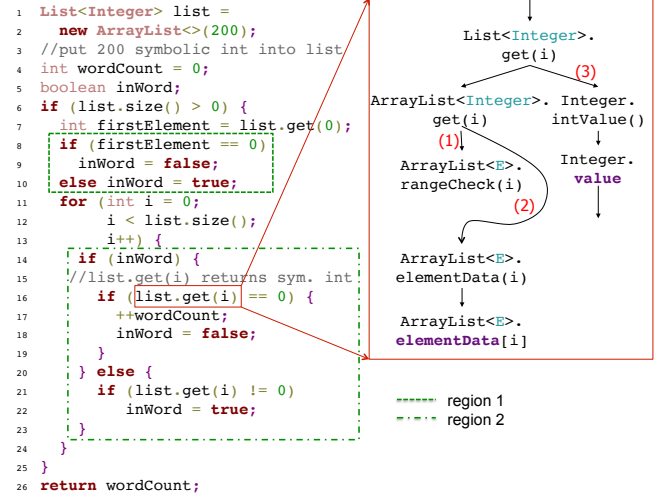 1 List<Integer> list =
2 new ArrayList<>(200);
3 //put 200 symbolic int into list
4 int wordCount = 0;
5 boolean inWord;
6 if (list.size() > 0) {
7 int firstElement = list.get(0);
8 if (firstElement == 0)
9 inWord = false;
10 else inWord = true;
11 for (int i = 0;
12 i < list.size();
13 i++) {
14 if (inWord) {
15 //list.get(i) returns sym. int
16 if (list.get(i) == 0) {
17 ++wordCount;
18 inWord = false;
19 }
20 } else {
21 if (list.get(i) != 0)
22 inWord = true;
23 }
24 }
25 }
26 return wordCount;
List<Integer>.
get(i)
(3)
ArrayList<Integer>.
get(i)
Integer.
intValue()
(1)
ArrayList<E>.
rangeCheck(i)
Integer.
value
(2)
ArrayList<E>.
elementData(i)
ArrayList<E>.
elementData[i]
region 1
region 2